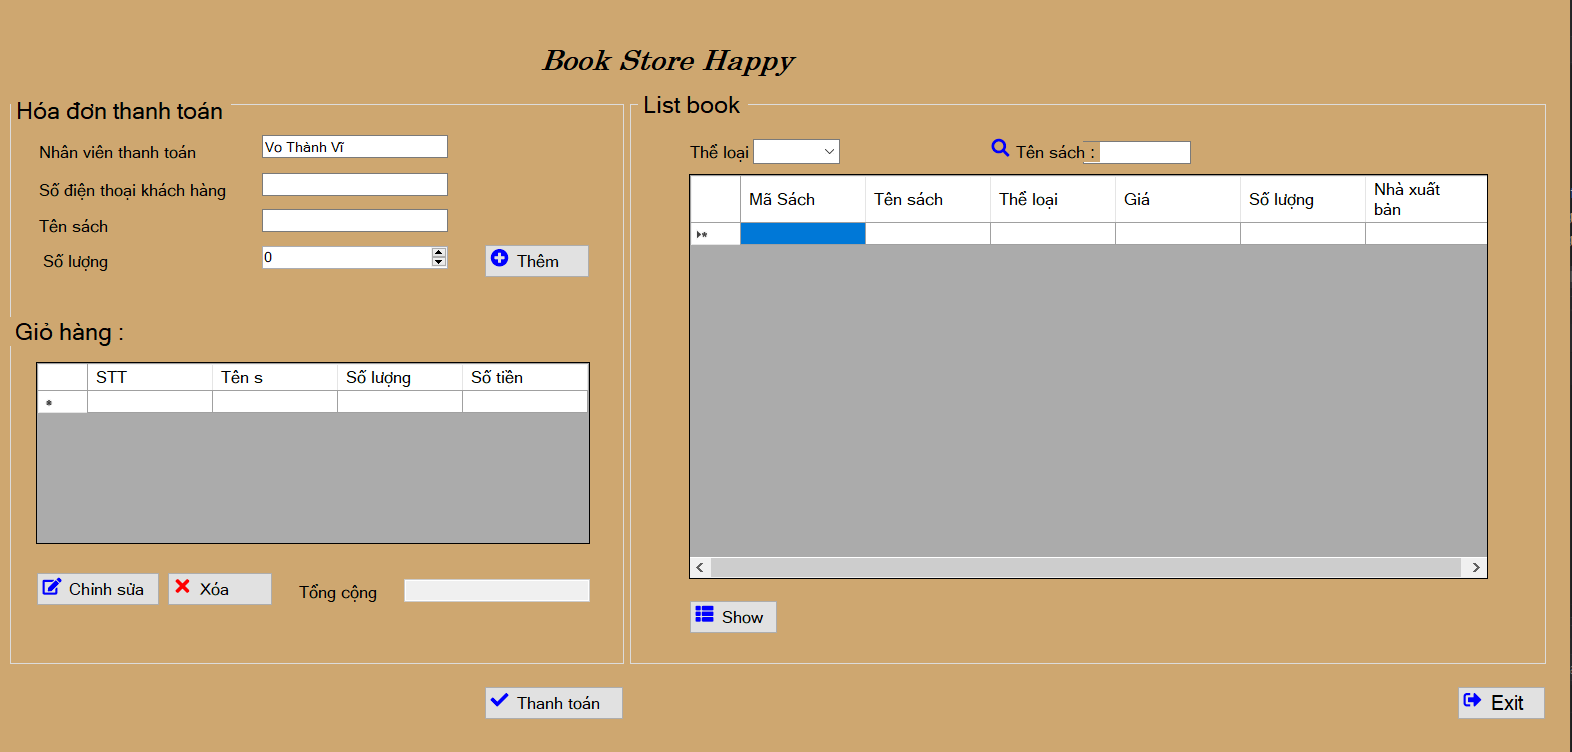 Book Store Happy
Hóa đơn thanh toán
Nhân viên thanh toán
Vo Thành Vĩ
Số điện thoại khách hàng
Tên sách
Số lượng
0
Thêm
Giỏ hàng :
STT Tên s Số lượng Số tiền
Chinh sửa
Xóa
Tổng cộng
Thanh toán
List book
Thể loại
Tên sách :
Mã Sách Tên sách Thể loại Giá Số lượng Nhà xuất
bản
Show
Exit